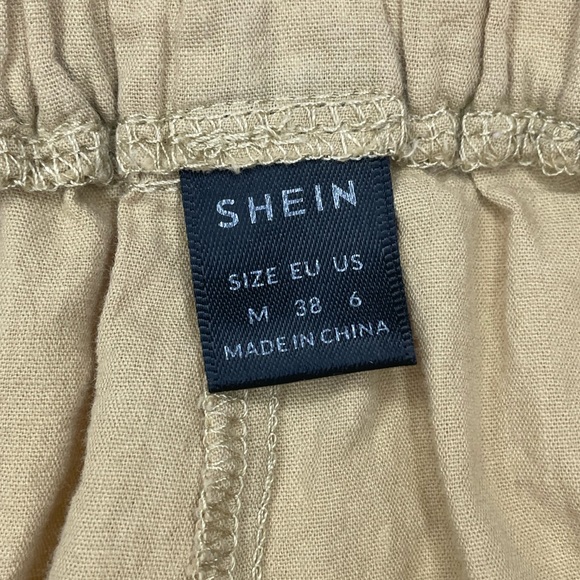 SHEIN
SIZE EU US
M 38 6
MADE IN CHINA